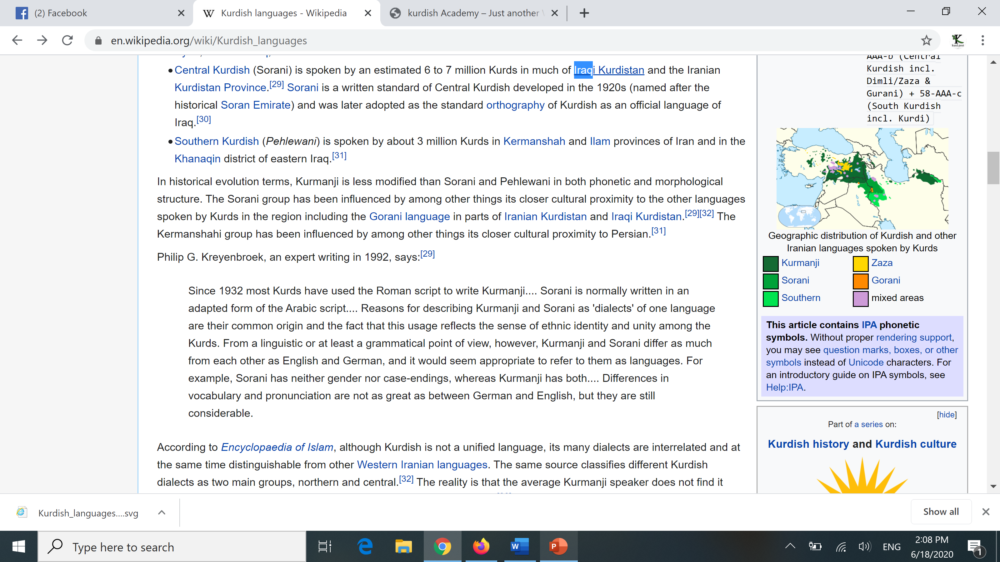 (2) Facebook
Kurdish languages - Wikipedia
kurdish Academy – Just another
en.wikipedia.org/wiki/Kurdish_languages
kurd post
• Central Kurdish (Sorani) is spoken by an estimated 6 to 7 million Kurds in much of Iraqi Kurdistan and the Iranian
Kurdistan Province.[29] Sorani is a written standard of Central Kurdish developed in the 1920s (named after the
historical Soran Emirate) and was later adopted as the standard orthography of Kurdish as an official language of
Iraq.[30]
• Southern Kurdish (Pehlewani) is spoken by about 3 million Kurds in Kermanshah and Ilam provinces of Iran and in the
Khanaqin district of eastern Iraq.[31]
In historical evolution terms, Kurmanji is less modified than Sorani and Pehlewani in both phonetic and morphological
structure. The Sorani group has been influenced by among other things its closer cultural proximity to the other languages
spoken by Kurds in the region including the Gorani language in parts of Iranian Kurdistan and Iraqi Kurdistan.[29][32] The
Kermanshahi group has been influenced by among other things its closer cultural proximity to Persian.[31]
Philip G. Kreyenbroek, an expert writing in 1992, says:[29]
Since 1932 most Kurds have used the Roman script to write Kurmanji.... Sorani is normally written in an
adapted form of the Arabic script.... Reasons for describing Kurmanji and Sorani as 'dialects' of one language
are their common origin and the fact that this usage reflects the sense of ethnic identity and unity among the
Kurds. From a linguistic or at least a grammatical point of view, however, Kurmanji and Sorani differ as much
from each other as English and German, and it would seem appropriate to refer to them as languages. For
example, Sorani has neither gender nor case-endings, whereas Kurmanji has both.... Differences in
vocabulary and pronunciation are not as great as between German and English, but they are still
considerable.
According to Encyclopaedia of Islam, although Kurdish is not a unified language, its many dialects are interrelated and at
the same time distinguishable from other Western Iranian languages. The same source classifies different Kurdish
dialects as two main groups, northern and central.[32] The reality is that the average Kurmanji speaker does not find it
AAA-b (Central
Kurdish incl.
Dimli/Zaza &
Gurani) + 58-AAA-c
(South Kurdish
incl. Kurdi)
Geographic distribution of Kurdish and other
Iranian languages spoken by Kurds
Kurmanji
Zaza
Sorani
Gorani
Southern
mixed areas
This article contains IPA phonetic
symbols. Without proper rendering support,
you may see question marks, boxes, or other
symbols instead of Unicode characters. For
an introductory guide on IPA symbols, see
Help:IPA.
[hide]
Part of a series on:
Kurdish history and Kurdish culture
Kurdish_languages....svg
Show all
Type here to search
ENG
2:08 PM
6/18/2020
1